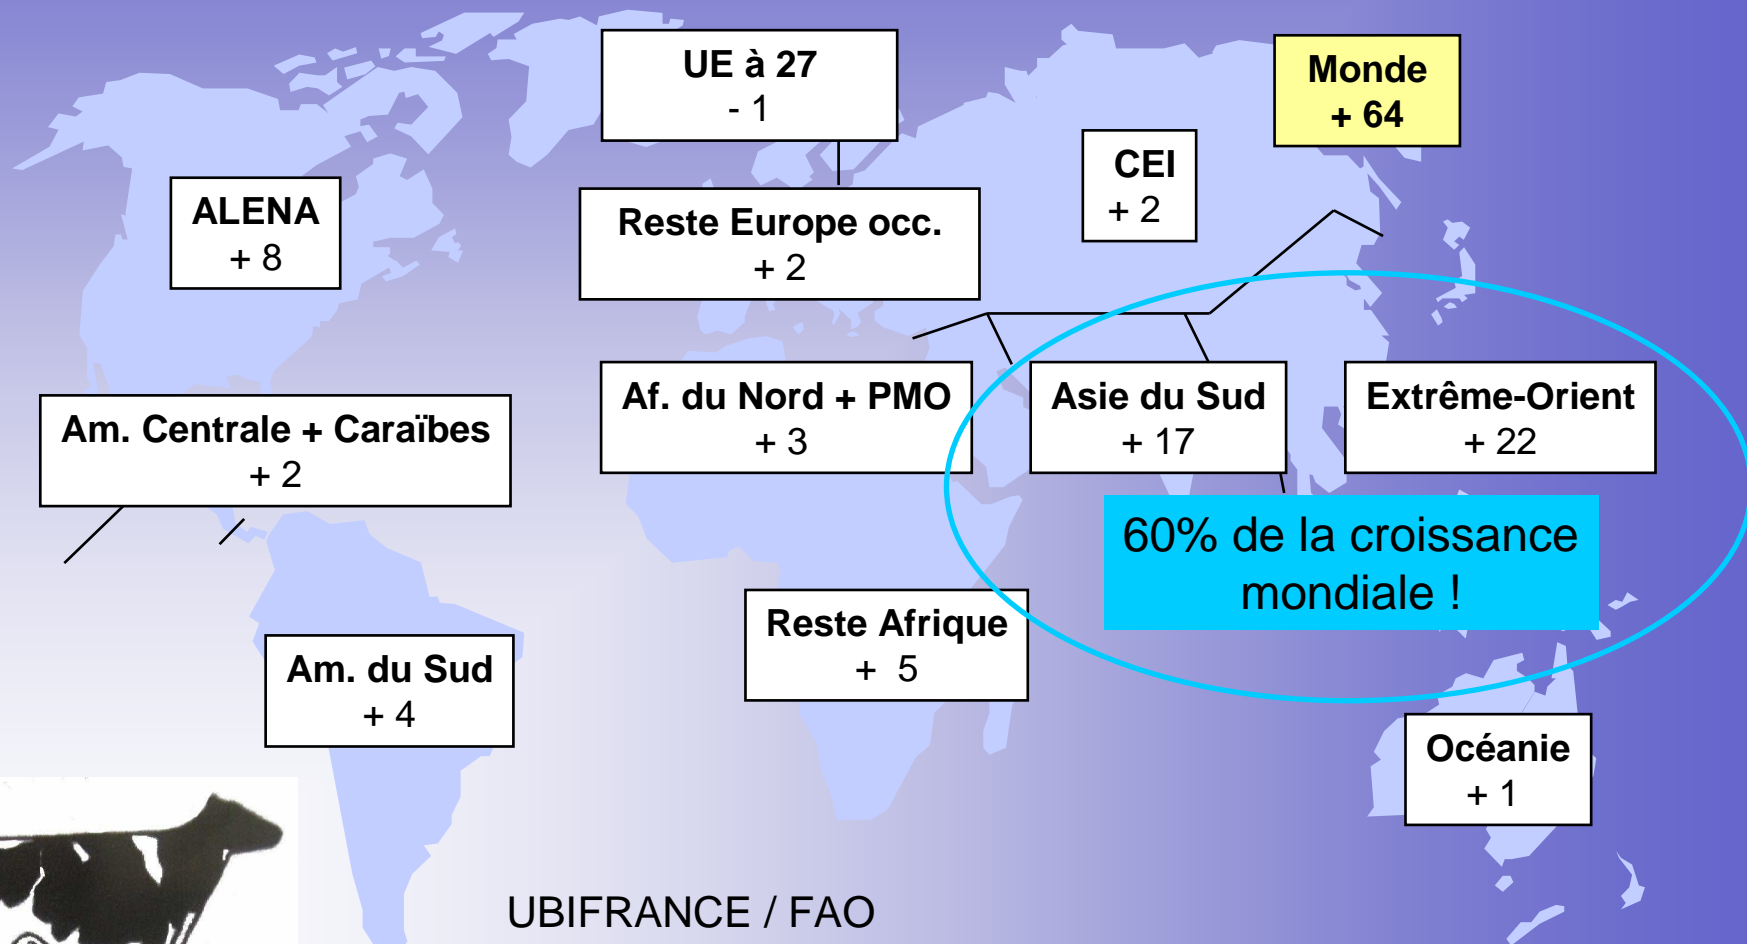 UE à 27
- 1
Monde
+ 64
CEI
+ 2
ALENA
+ 8
Reste Europe occ.
+ 2
Af. du Nord + PMO
+ 3
Asie du Sud
+ 17
Extrême-Orient
+ 22
Am. Centrale + Caraïbes
+ 2
60% de la croissance
mondiale !
Reste Afrique
+ 5
Am. du Sud
+ 4
Océanie
+ 1
UBIFRANCE / FAO